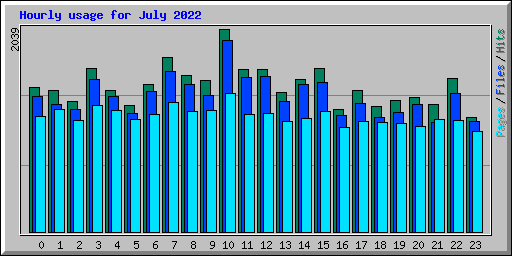 Hourly usage for July 2022
2039
Pages / Files / Hits
0 1 2 3 4 5 6 7 8 9 10 11 12 13 14 15 16 17 18 19 20 21 22 23